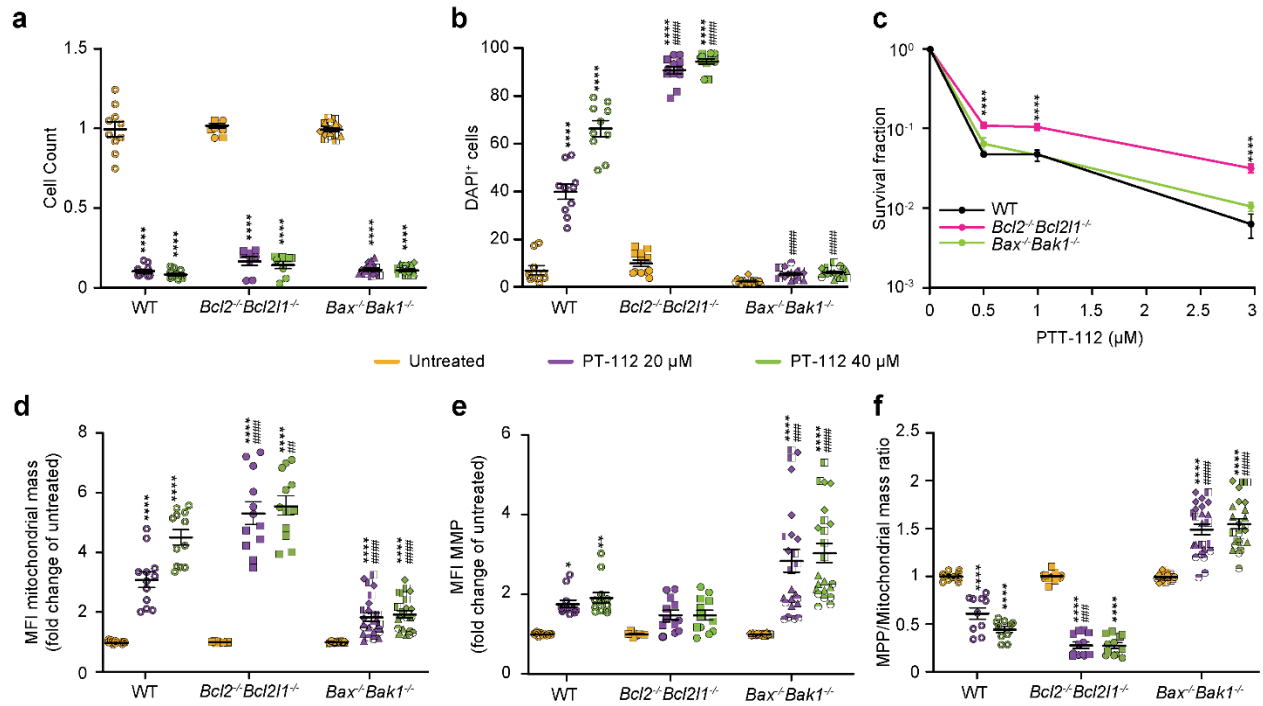 a
Cell Count
1.5
1
0.5
0
****
****
****
****
****
****
WT
Bcl2-/-Bcl2l1-/-
Bax-/-Bak1-/-
b
DAPI+ cells
100
80
60
40
20
0
****
****
****
####
****
####
####
####
WT
Bcl2-/-Bcl2l1-/-
Bax-/-Bak1-/-
c
Survival fraction
10⁰
10-1
10-2
10-3
****
****
****
WT
Bcl2-/-Bcl2l1-/-
Bax-/-Bak1-/-
0
0.5
1
1.5
2
2.5
3
PTT-112 (µM)
Untreated
PT-112 20 µM
PT-112 40 µM
d
MFI mitochondrial mass
(fold change of untreated)
8
6
4
2
0
****
****
****
####
****
##
****
####
****
####
WT
Bcl2-/-Bcl2l1-/-
Bax-/-Bak1-/-
e
MFI MMP
(fold change of untreated)
6
4
2
0
*
***
****
###
****
####
WT
Bcl2-/-Bcl2l1-/-
Bax-/-Bak1-/-
f
MPP/Mitochondrial mass ratio
2.5
2
1.5
1
0.5
0
****
****
****
###
****
****
####
****
####
WT
Bcl2-/-Bcl2l1-/-
Bax-/-Bak1-/-